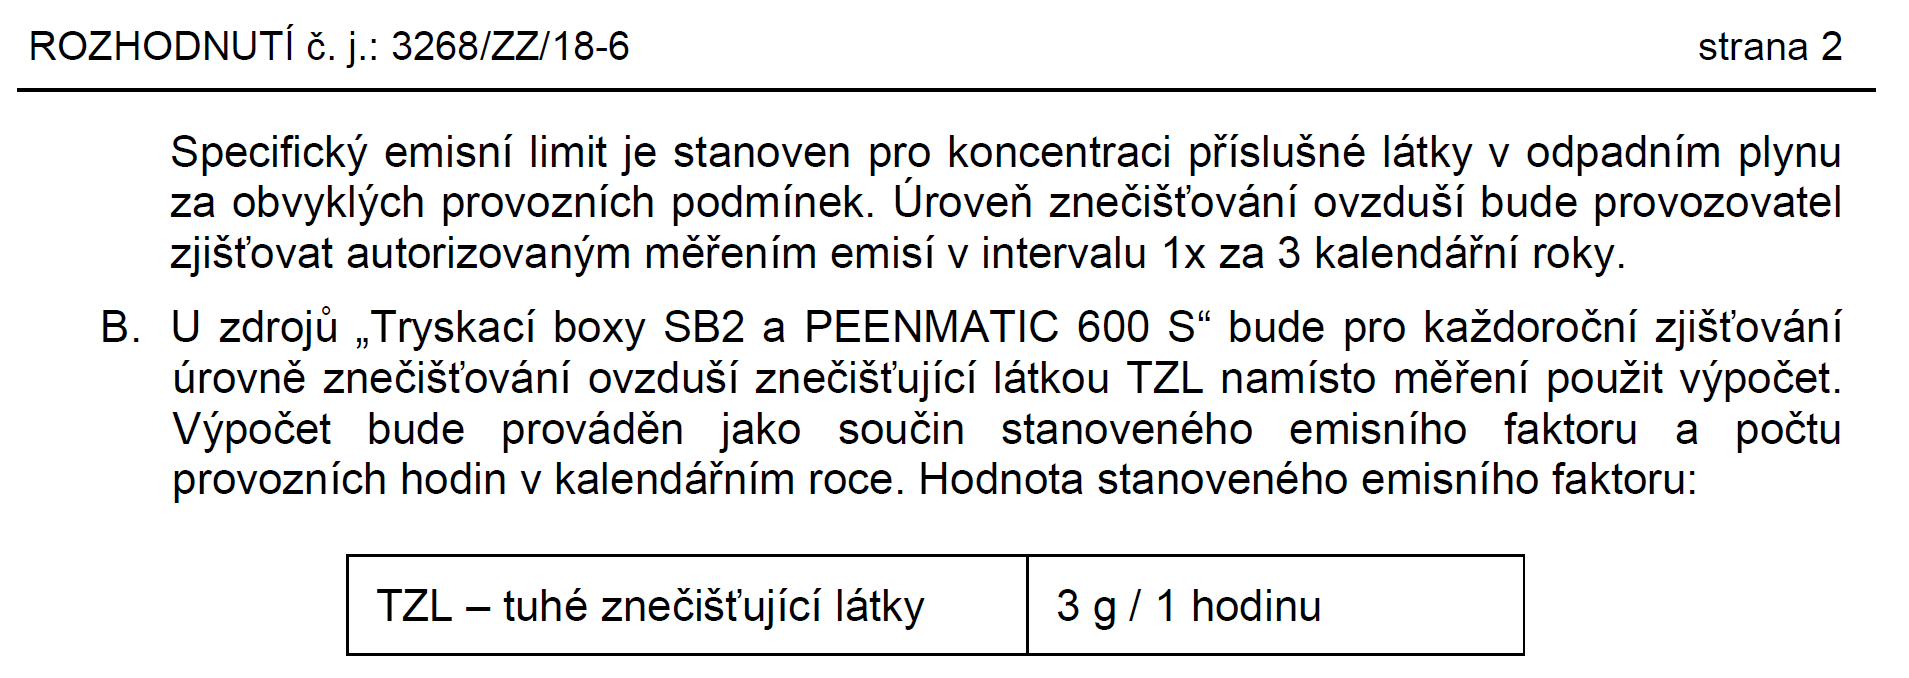 ROZHODNUTÍ č. j.: 3268/ZZ/18-6 strana 2
Specifický emisní limit je stanoven pro koncentraci příslušné látky v odpadním plynu
za obvyklých provozních podmínek. Úroveň znečišťování ovzduší bude provozovatel
zjišťovat autorizovaným měřením emisí v intervalu 1x za 3 kalendářní roky.
B. U zdrojů „Tryskací boxy SB2 a PEENMATIC 600 S“ bude pro každoroční zjišťování
úrovně znečišťování ovzduší znečišťující látkou TZL namísto měření použit výpočet.
Výpočet bude prováděn jako součin stanoveného emisního faktoru a počtu
provozních hodin v kalendářním roce. Hodnota stanoveného emisního faktoru:
TZL – tuhé znečišťující látky 3 g / 1 hodinu